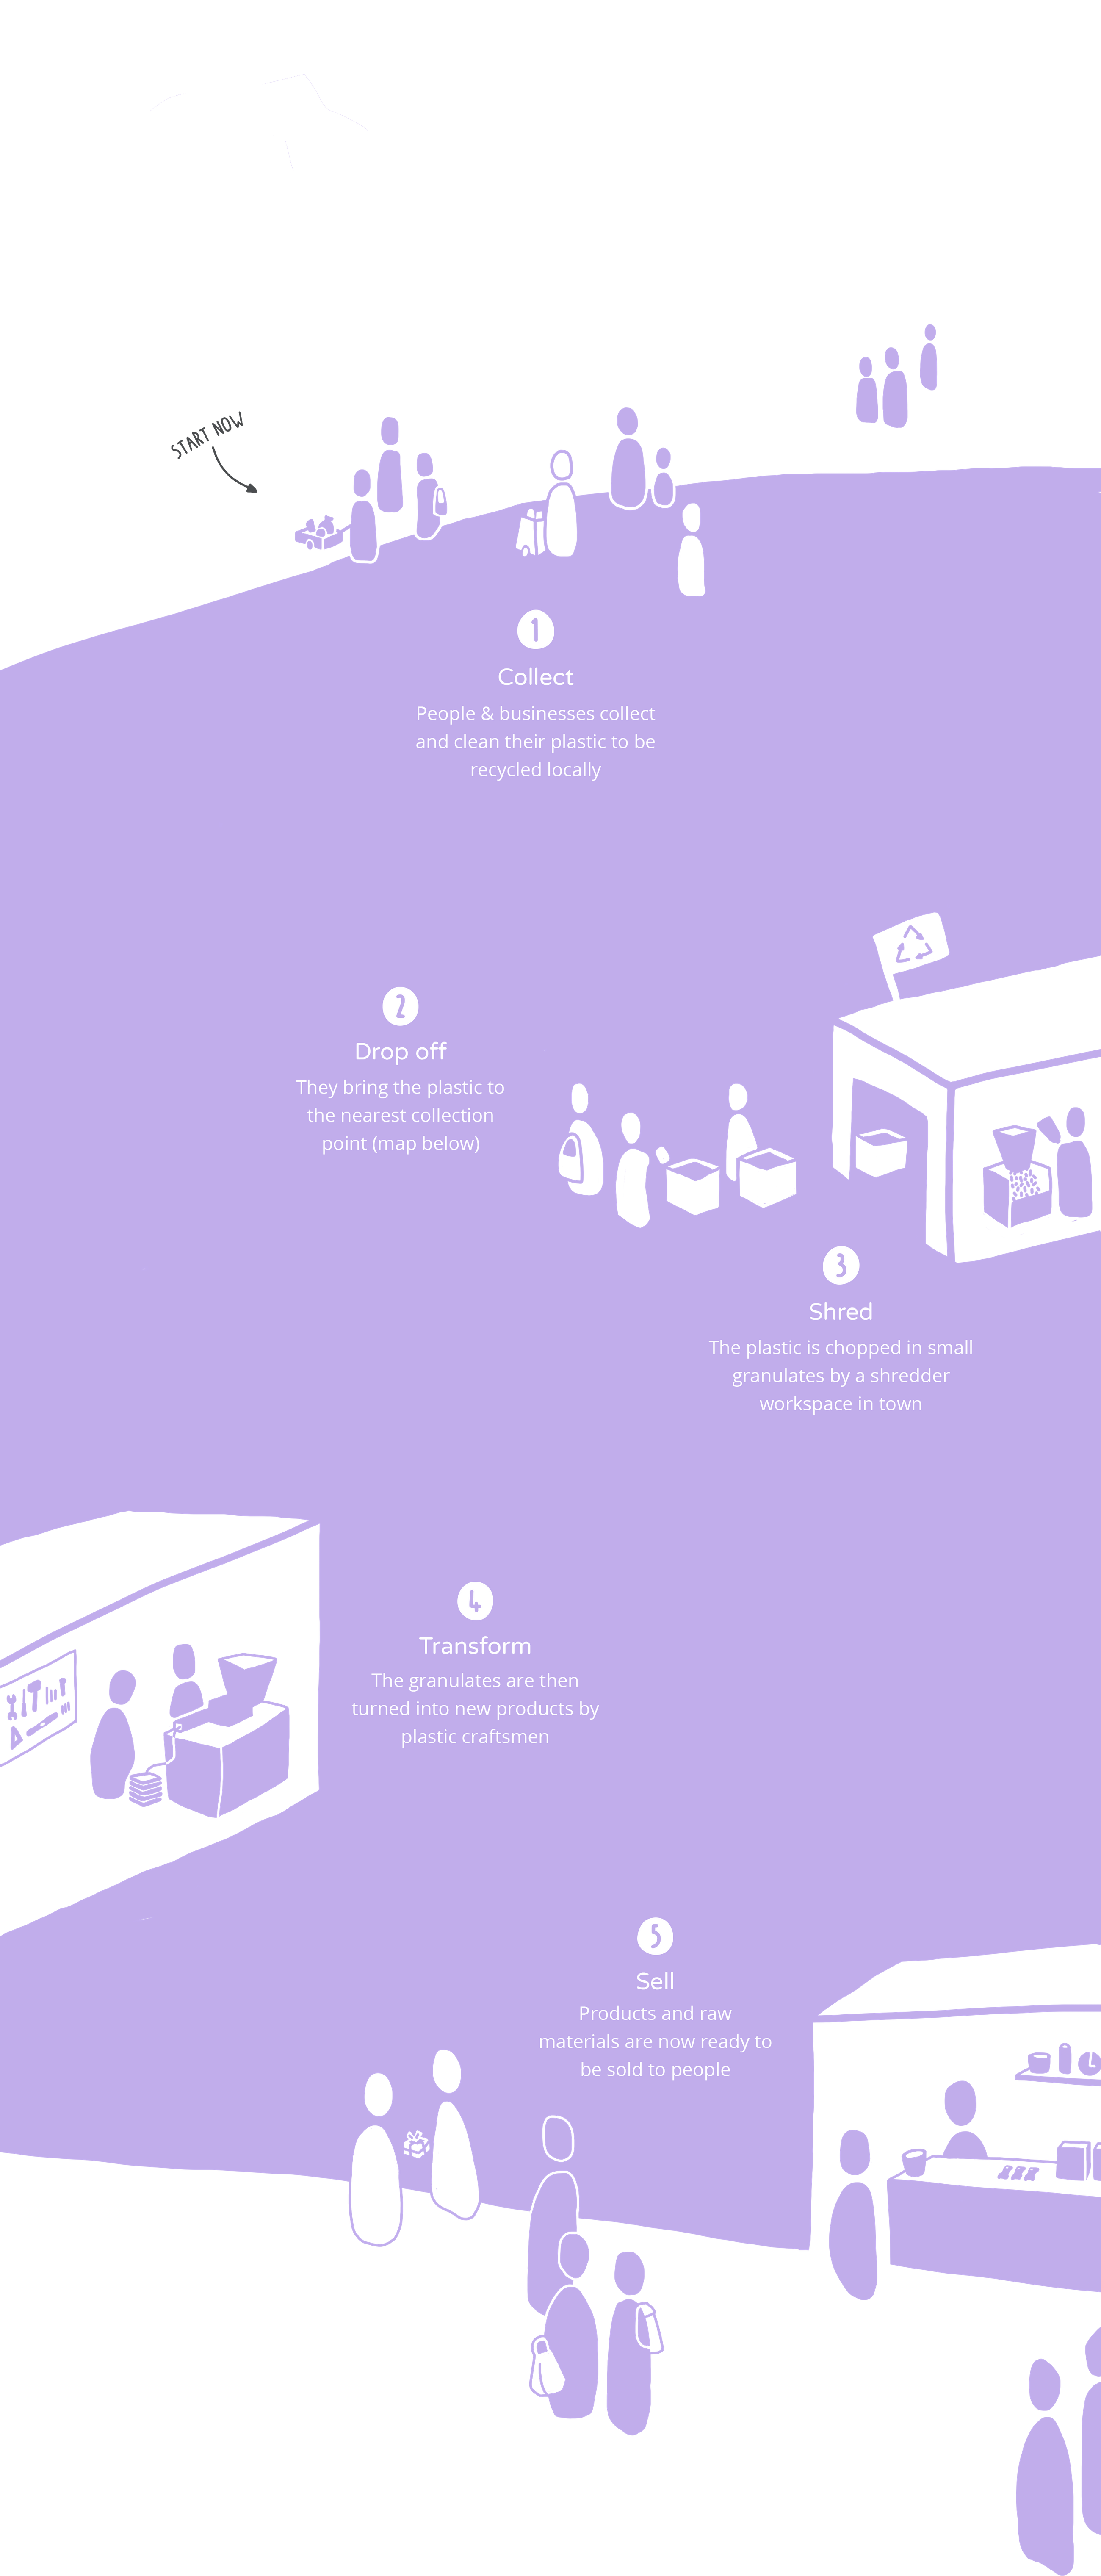 START NOW
1
Collect
People & businesses collect
and clean their plastic to be
recycled locally
2
Drop off
They bring the plastic to
the nearest collection
point (map below)
3
Shred
The plastic is chopped in small
granulates by a shredder
workspace in town
4
Transform
The granulates are then
turned into new products by
plastic craftsmen
5
Sell
Products and raw
materials are now ready to
be sold to people